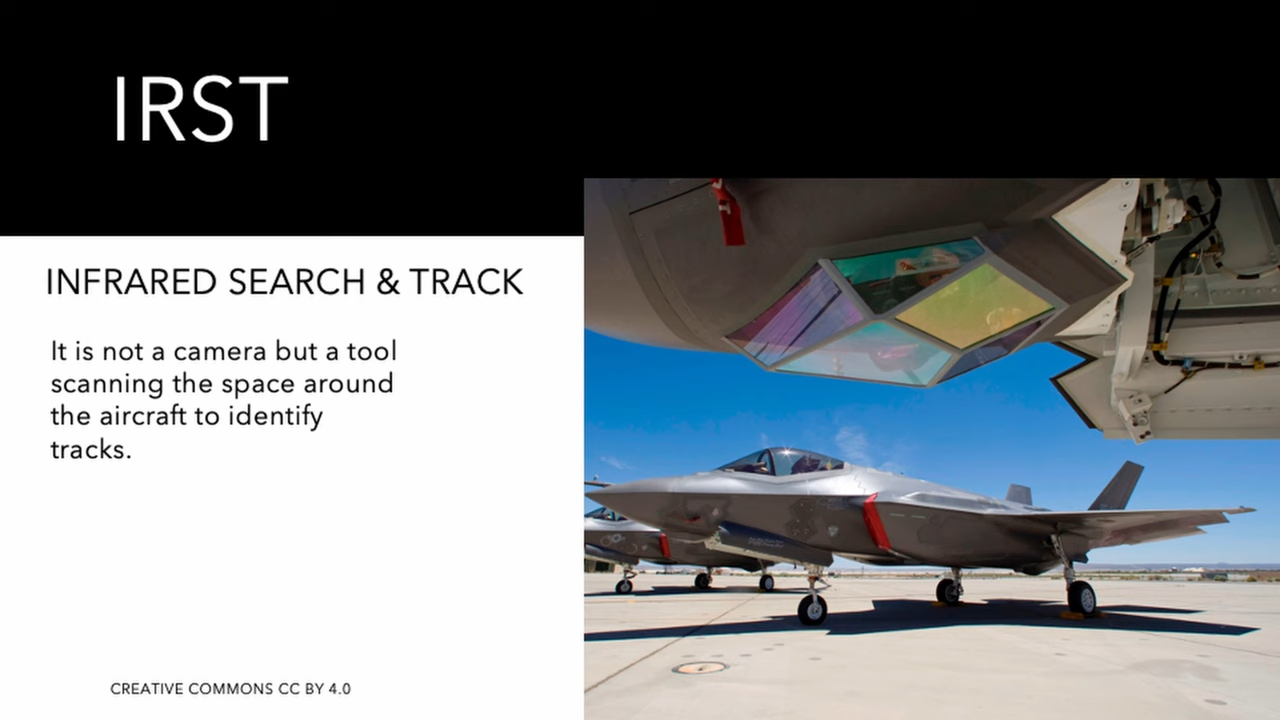 IRST
INFRARED SEARCH & TRACK
It is not a camera but a tool
scanning the space around
the aircraft to identify
tracks.
CREATIVE COMMONS CC BY 4.0